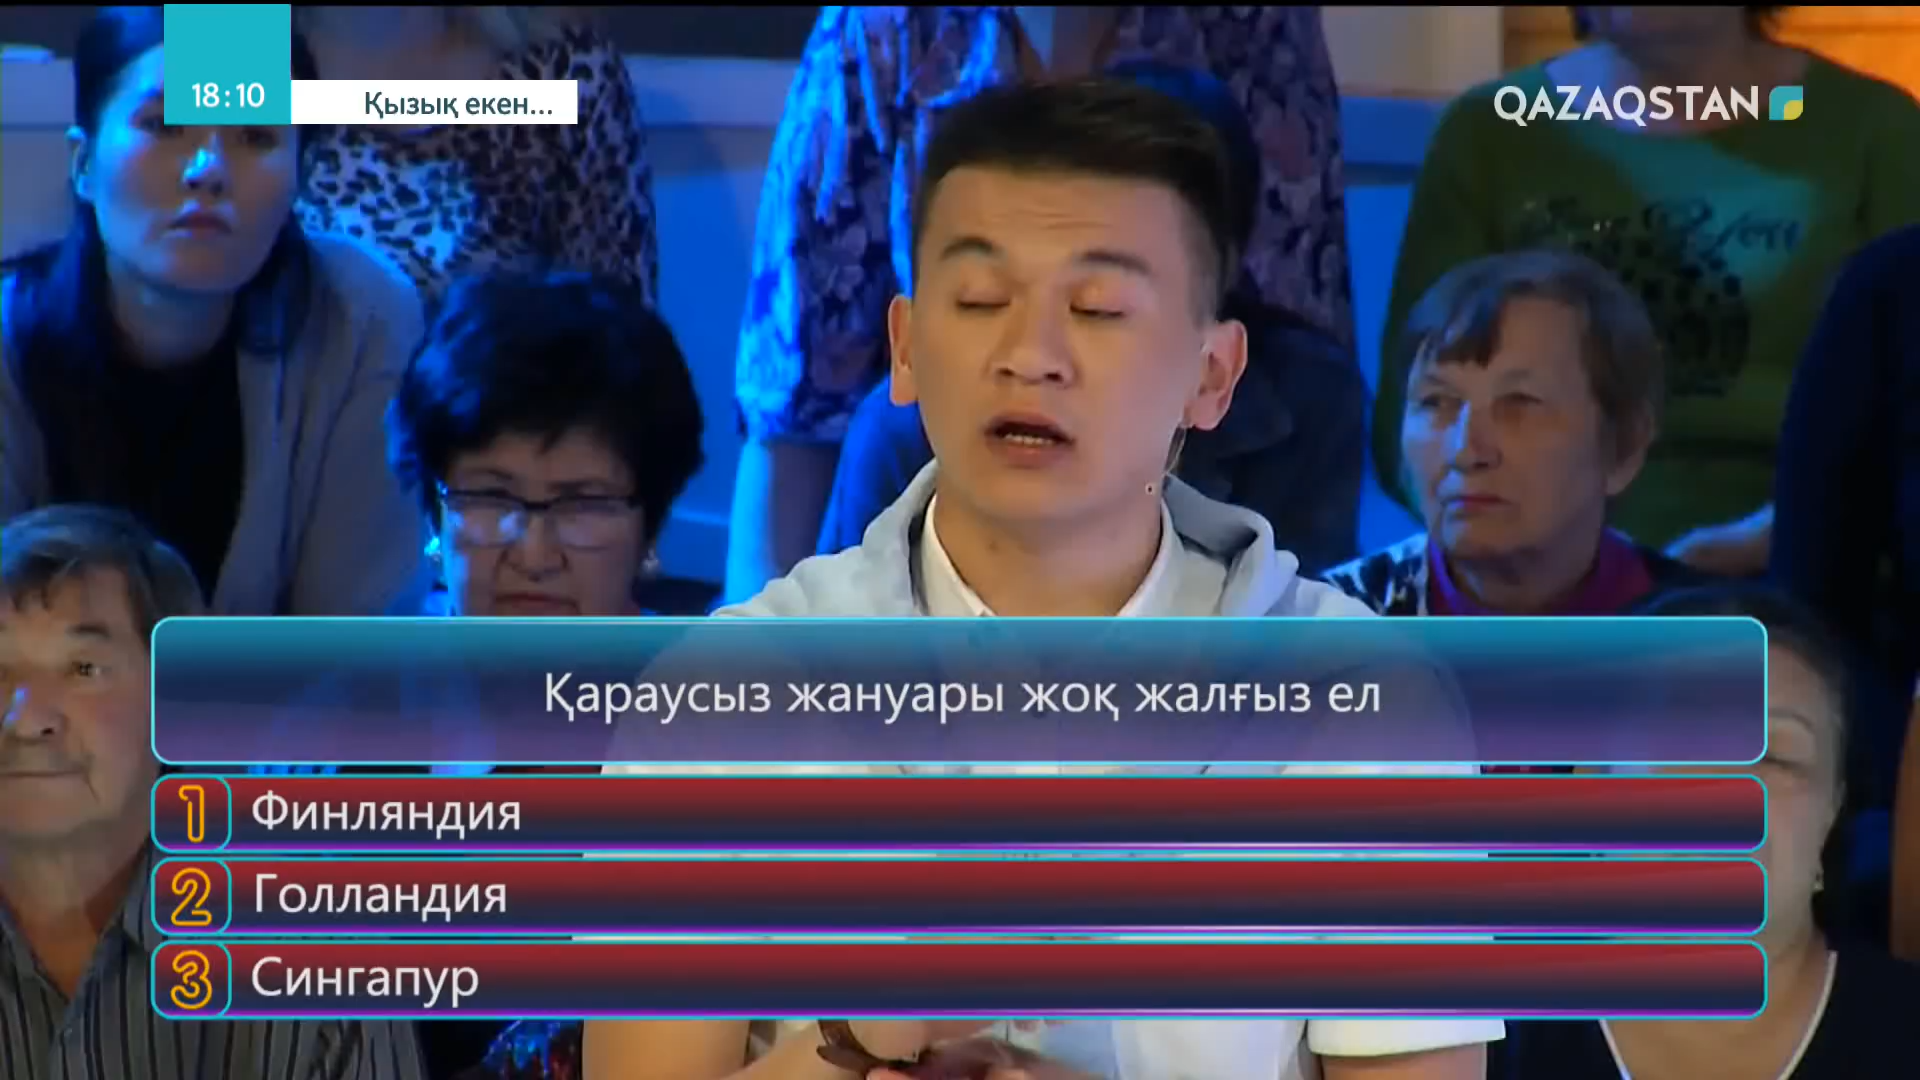 18:10
Қызық екен...
QAZAQSTAN
Қараусыз жануары жоқ жалғыз ел
1 Финляндия
2 Голландия
3 Сингапур